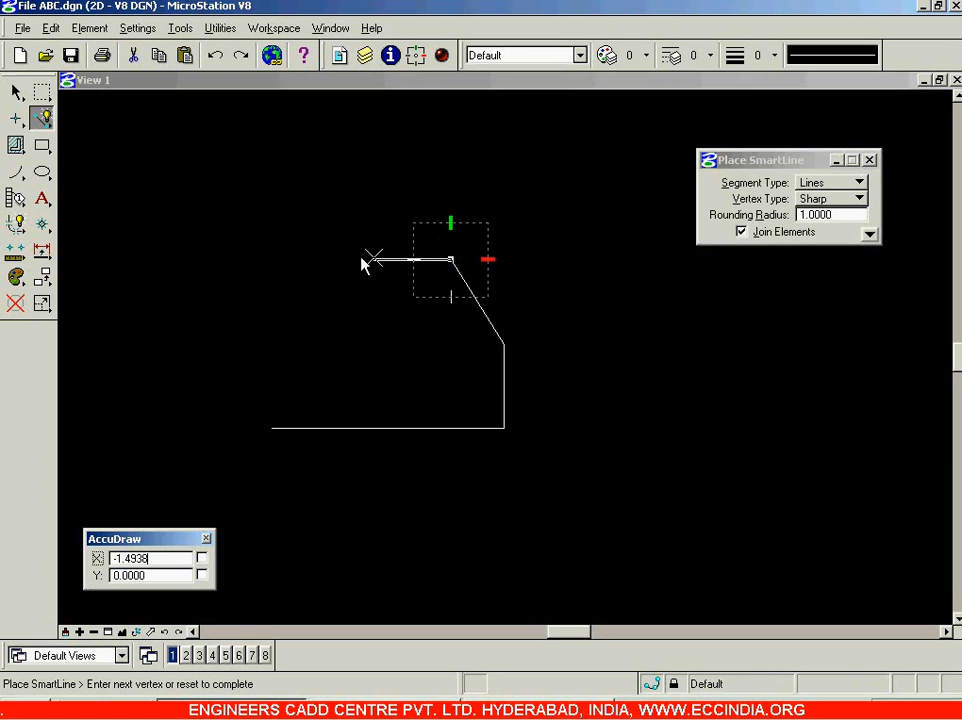 File ABC.dgn (2D - V8 DGN) - MicroStation V8
File Edit Element Settings Tools Utilities Workspace Window Help
Default 0 0 0
View 1
Place SmartLine
Segment Type: Lines
Vertex Type: Sharp
Rounding Radius: 1.0000
Join Elements
AccuDraw
X: -1.4938
Y: 0.0000
Default Views 1 2 3 4 5 6 7 8
Place SmartLine > Enter next vertex or reset to complete Default
ENGINEERS CADD CENTRE PVT. LTD. HYDERABAD, INDIA, WWW.ECCINDIA.ORG